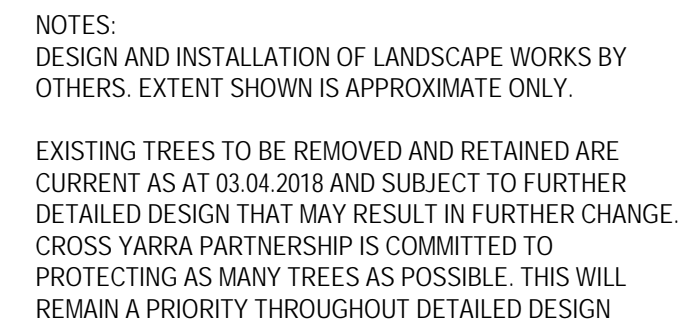 NOTES:
DESIGN AND INSTALLATION OF LANDSCAPE WORKS BY
OTHERS. EXTENT SHOWN IS APPROXIMATE ONLY.
EXISTING TREES TO BE REMOVED AND RETAINED ARE
CURRENT AS AT 03.04.2018 AND SUBJECT TO FURTHER
DETAILED DESIGN THAT MAY RESULT IN FURTHER CHANGE.
CROSS YARRA PARTNERSHIP IS COMMITTED TO
PROTECTING AS MANY TREES AS POSSIBLE. THIS WILL
REMAIN A PRIORITY THROUGHOUT DETAILED DESIGN